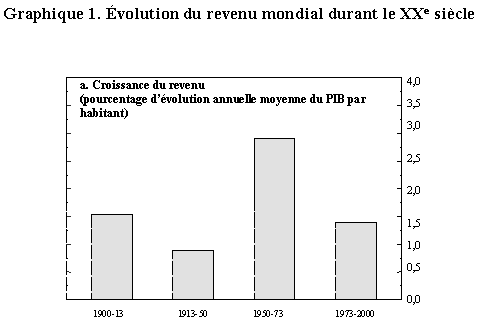 Graphique 1. Évolution du revenu mondial durant le XXe siècle
a. Croissance du revenu
(pourcentage d'évolution annuelle moyenne du PIB par
habitant)
4,0
3,5
3,0
2,5
2,0
1,5
1,0
0,5
0,0
1900-13 1913-50 1950-73 1973-2000